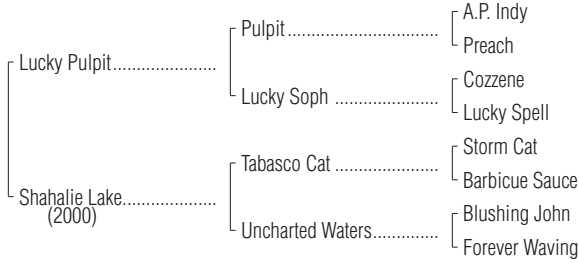 A.P. Indy
Pulpit
Preach
Lucky Pulpit
Cozzene
Lucky Soph
Lucky Spell
Storm Cat
Tabasco Cat
Barbicue Sauce
Shahalie Lake
(2000)
Blushing John
Uncharted Waters
Forever Waving